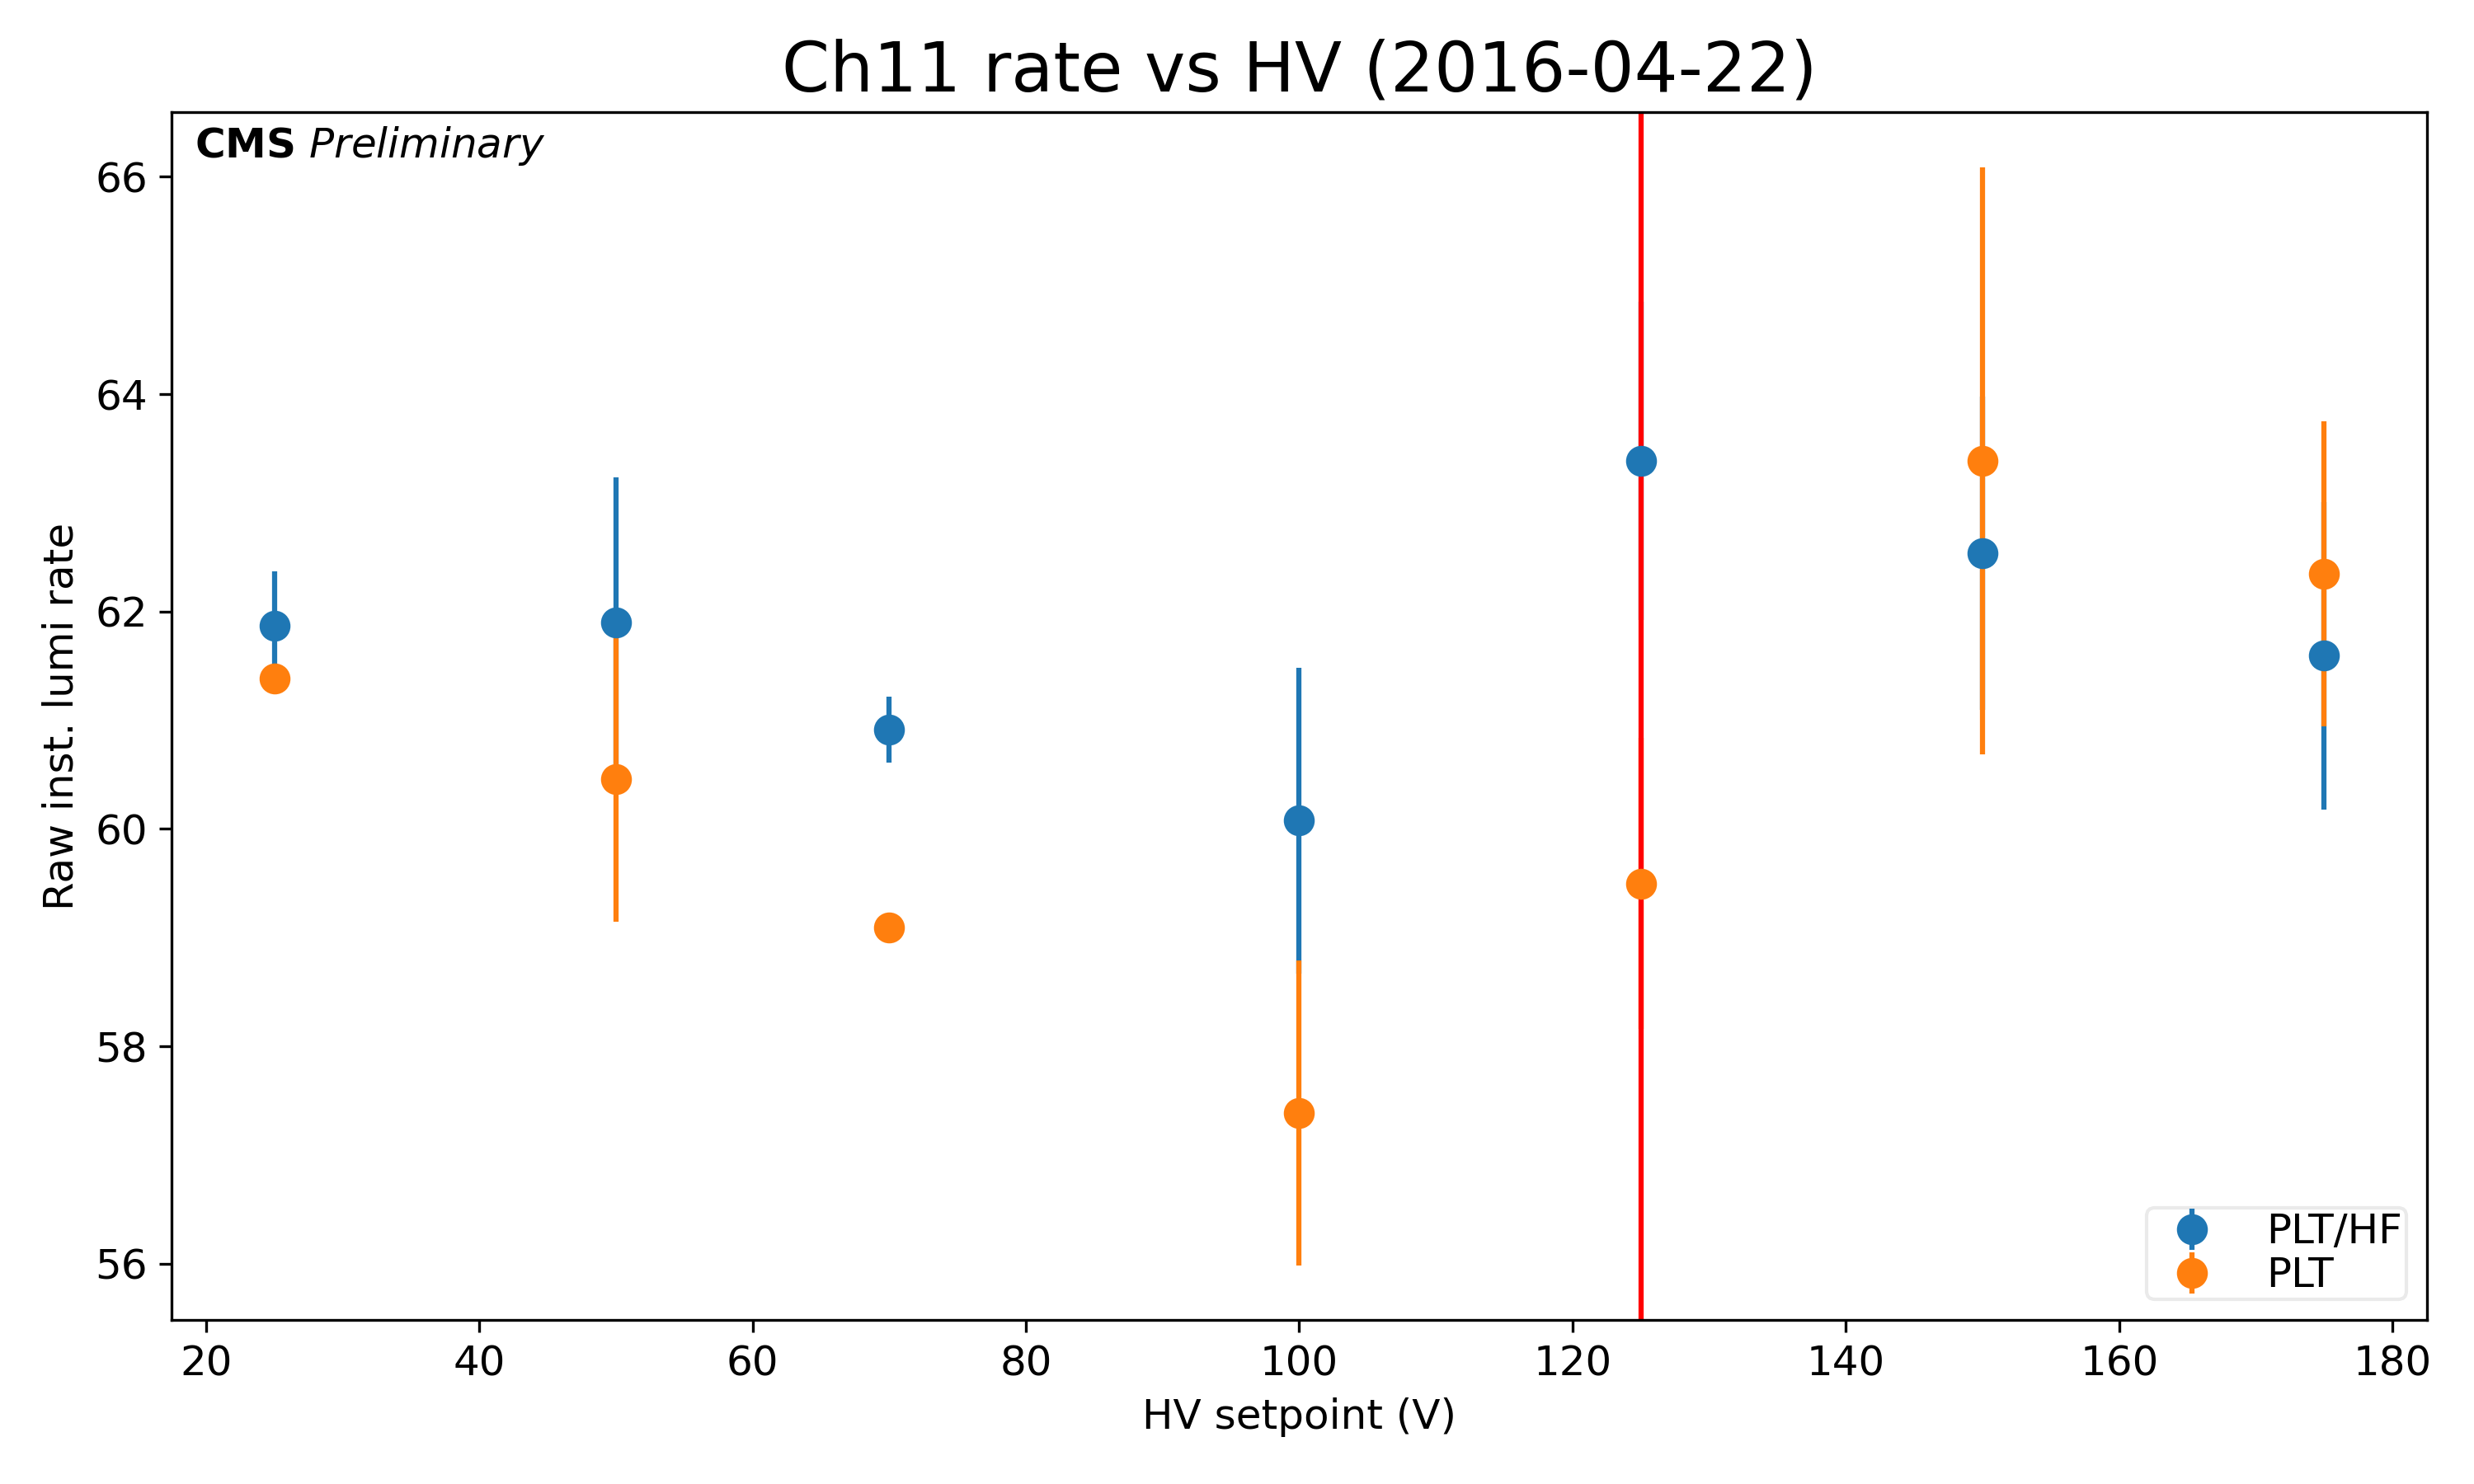 Ch11 rate vs HV (2016-04-22)
CMS Preliminary
66
64
62
60
58
56
Raw inst. lumi rate
PLT/HF
PLT
20 40 60 80 100 120 140 160 180
HV setpoint (V)